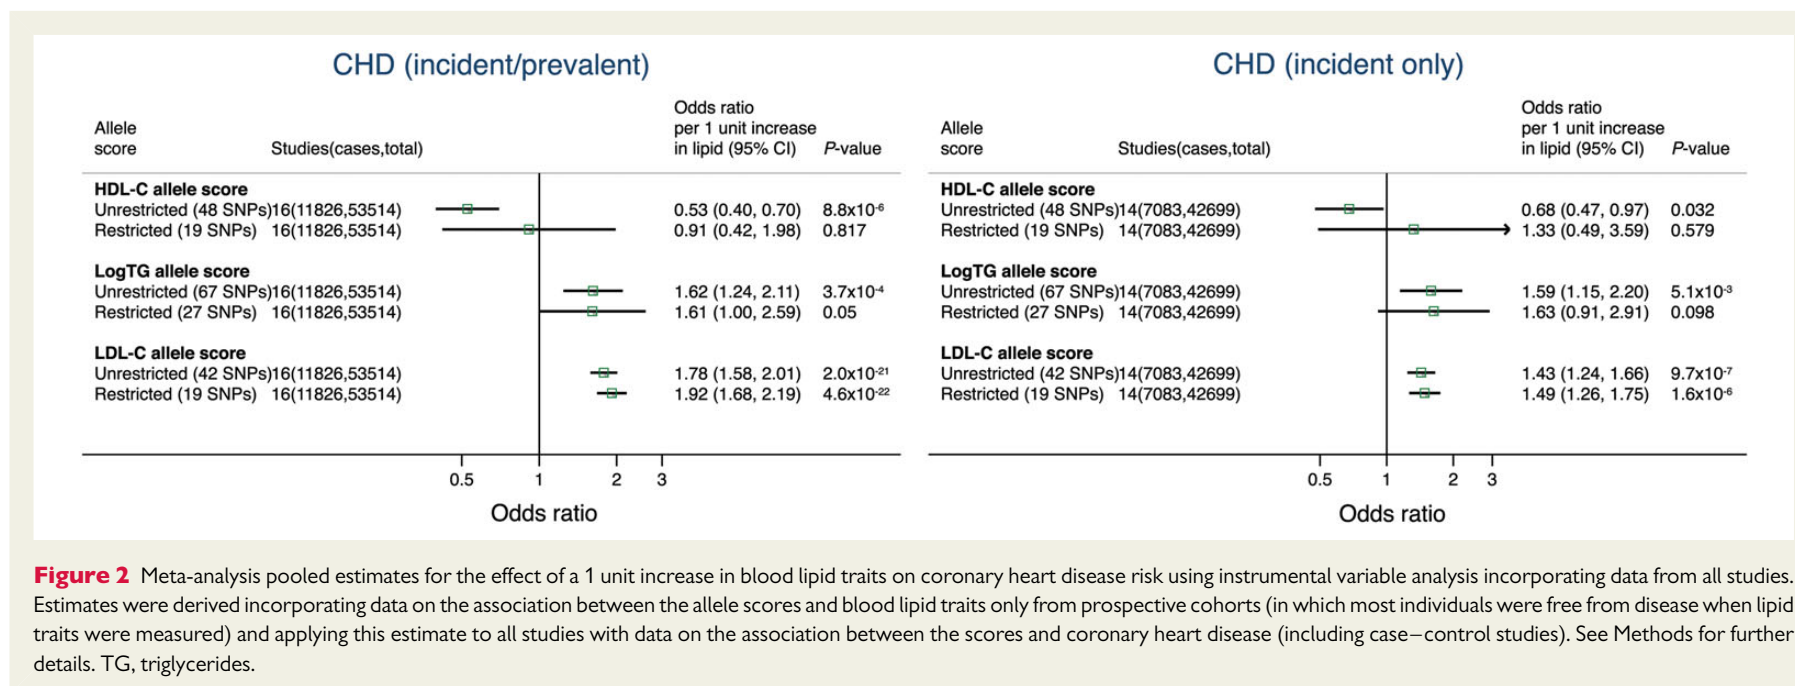 CHD (incident/prevalent)
Allele score
Studies(cases,total)
Odds ratio per 1 unit increase in lipid (95% CI)
P-value
HDL-C allele score
Unrestricted (48 SNPs) 16(11826,53514) 0.53 (0.40, 0.70) 8.8x10⁻⁶
Restricted (19 SNPs) 16(11826,53514) 0.91 (0.42, 1.98) 0.817
LogTG allele score
Unrestricted (67 SNPs) 16(11826,53514) 1.62 (1.24, 2.11) 3.7x10⁻⁴
Restricted (27 SNPs) 16(11826,53514) 1.61 (1.00, 2.59) 0.05
LDL-C allele score
Unrestricted (42 SNPs) 16(11826,53514) 1.78 (1.58, 2.01) 2.0x10⁻²¹
Restricted (19 SNPs) 16(11826,53514) 1.92 (1.68, 2.19) 4.6x10⁻²²
0.5 1 2 3
Odds ratio
CHD (incident only)
Allele score
Studies(cases,total)
Odds ratio per 1 unit increase in lipid (95% CI)
P-value
HDL-C allele score
Unrestricted (48 SNPs) 14(7083,42699) 0.68 (0.47, 0.97) 0.032
Restricted (19 SNPs) 14(7083,42699) 1.33 (0.49, 3.59) 0.579
LogTG allele score
Unrestricted (67 SNPs) 14(7083,42699) 1.59 (1.15, 2.20) 5.1x10⁻³
Restricted (27 SNPs) 14(7083,42699) 1.63 (0.91, 2.91) 0.098
LDL-C allele score
Unrestricted (42 SNPs) 14(7083,42699) 1.43 (1.24, 1.66) 9.7x10⁻⁷
Restricted (19 SNPs) 14(7083,42699) 1.49 (1.26, 1.75) 1.6x10⁻⁶
0.5 1 2 3
Odds ratio
Figure 2 Meta-analysis pooled estimates for the effect of a 1 unit increase in blood lipid traits on coronary heart disease risk using instrumental variable analysis incorporating data from all studies.
Estimates were derived incorporating data on the association between the allele scores and blood lipid traits only from prospective cohorts (in which most individuals were free from disease when lipid
traits were measured) and applying this estimate to all studies with data on the association between the scores and coronary heart disease (including case–control studies). See Methods for further
details. TG, triglycerides.